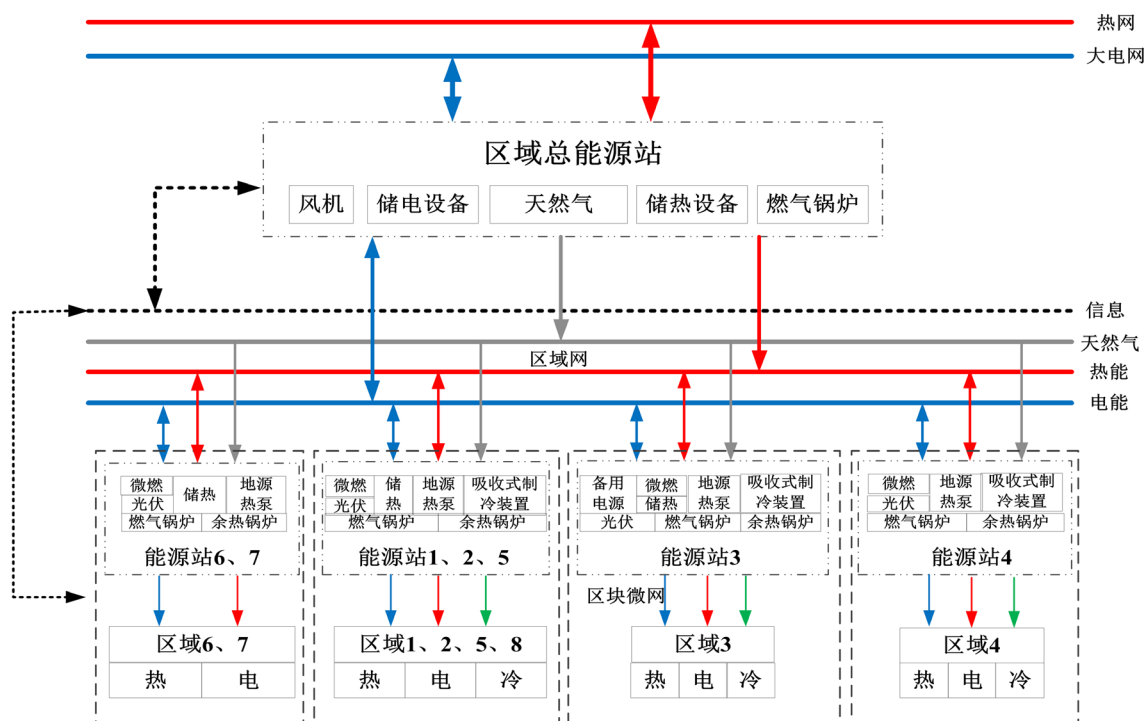 热网
大电网
区域总能源站
风机 储电设备 天然气 储热设备 燃气锅炉
信息
天然气
区域网
热能
电能
微燃 储热 地源
光伏 热泵
燃气锅炉 余热锅炉
能源站6、7
微燃 储 地源 吸收式制
光伏 热 热泵 冷装置
燃气锅炉 余热锅炉
能源站1、2、5
备用 微燃 地源 吸收式制
电源 储热 热泵 冷装置
光伏 燃气锅炉 余热锅炉
能源站3
微燃 地源 吸收式制
光伏 热泵 冷装置
燃气锅炉 余热锅炉
能源站4
区块微网
区域6、7
热 电
区域1、2、5、8
热 电 冷
区域3
热 电 冷
区域4
热 电 冷